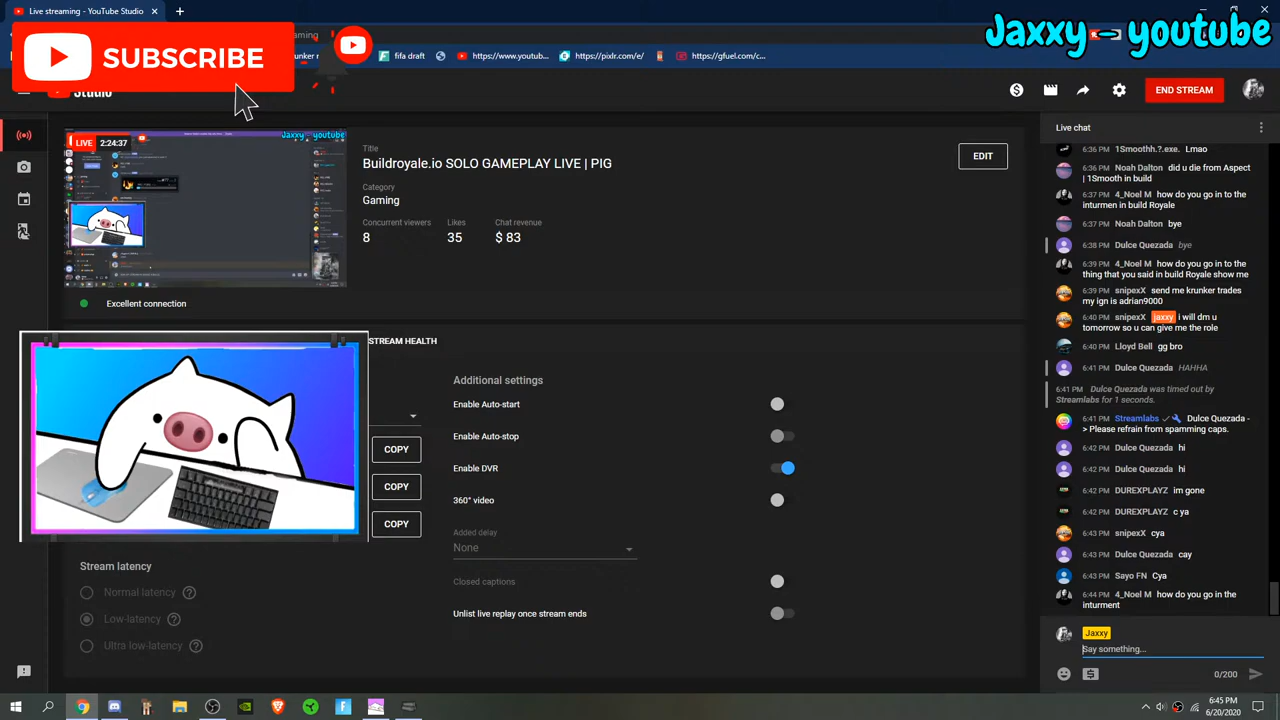 Live streaming - YouTube Studio
Jaxxy - youtube
SUBSCRIBE
fifa draft
https://www.youtub...
https://pixlr.com/e/
https://gfuel.com/c...
Studio
END STREAM
LIVE 2:24:37
Jaxxy-youtube
Title
Buildroyale.io SOLO GAMEPLAY LIVE | PIG
EDIT
Category
Gaming
Concurrent viewers
8
Likes
35
Chat revenue
$ 83
Excellent connection
STREAM HEALTH
COPY
COPY
COPY
Additional settings
Enable Auto-start
Enable Auto-stop
Enable DVR
360° video
Added delay
None
Closed captions
Unlist live replay once stream ends
Stream latency
Normal latency
Low-latency
Ultra low-latency
Live chat
6:36 PM 1Smoothh.?.exe. Lmao
6:36 PM Noah Dalton did u die from Aspect
| 1Smooth in build
6:37 PM 4_Noel M how do you go in to the
inturmen in build Royale
6:37 PM Noah Dalton bye
6:38 PM Dulce Quezada bye
6:38 PM 4_Noel M how do you go in to the
thing that you said in build Royale show me
6:39 PM snipexX send me krunker trades
my ign is adrian9000
6:40 PM snipexX jaxxy i will dm u
tomorrow so u can give me the role
6:40 PM Lloyd Bell gg bro
6:41 PM Dulce Quezada HAHHA
6:41 PM Dulce Quezada was timed out by
Streamlabs for 1 seconds.
6:41 PM Streamlabs Dulce Quezada -
> Please refrain from spamming caps.
6:42 PM Dulce Quezada hi
6:42 PM Dulce Quezada hi
6:42 PM DUREXPLAYZ im gone
6:42 PM DUREXPLAYZ c ya
6:43 PM snipexX cya
6:43 PM Dulce Quezada cay
6:43 PM Sayo FN Cya
6:44 PM 4_Noel M how do you go in the
inturment
Jaxxy
Say something...
0/200
6:45 PM
6/20/2020